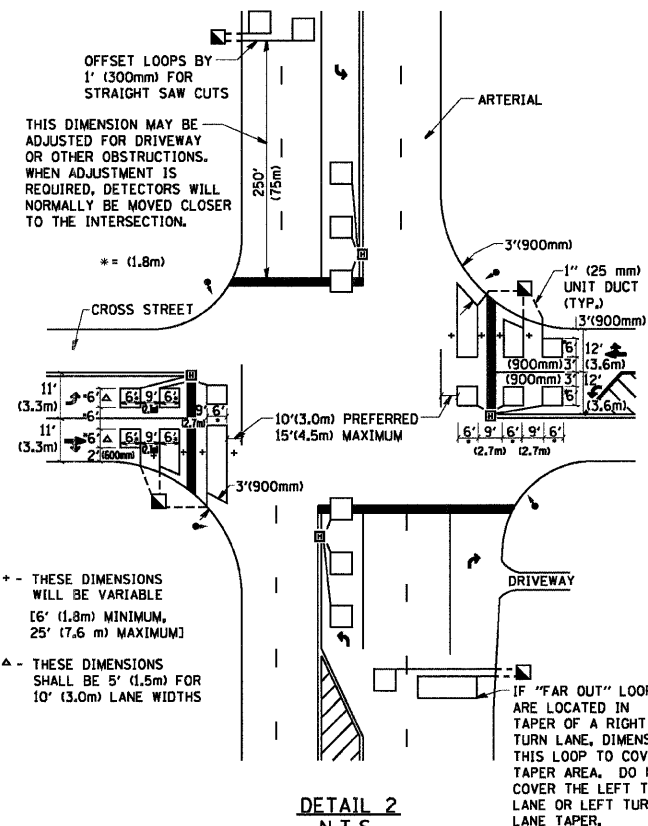 OFFSET LOOPS BY
1' (300mm) FOR
STRAIGHT SAW CUTS
ARTERIAL
THIS DIMENSION MAY BE
ADJUSTED FOR DRIVEWAY
OR OTHER OBSTRUCTIONS.
WHEN ADJUSTMENT IS
REQUIRED, DETECTORS WILL
NORMALLY BE MOVED CLOSER
TO THE INTERSECTION.
250'
(75m)
* = (1.8m)
H
3'(900mm)
1" (25 mm)
UNIT DUCT
(TYP.)
CROSS STREET
3'(900mm)
6'
12'
(3.6m)
(900mm) 3'
(900mm) 3'
12'
(3.6m)
6'
H
11'
(3.3m)
6'
6' 9' 6'
H
9' 6'
(2.7m)
11'
(3.3m)
6'
6' 9' 6'
2' (600mm)
10'(3.0m) PREFERRED
15'(4.5m) MAXIMUM
6' 9' 6' 9' 6'
(2.7m) (2.7m)
3'(900mm)
H
+ - THESE DIMENSIONS
WILL BE VARIABLE
[6' (1.8m) MINIMUM,
25' (7.6 m) MAXIMUM]
DRIVEWAY
△ - THESE DIMENSIONS
SHALL BE 5' (1.5m) FOR
10' (3.0m) LANE WIDTHS
IF "FAR OUT" LOOP
ARE LOCATED IN
TAPER OF A RIGHT
TURN LANE, DIMENS
THIS LOOP TO COV
TAPER AREA. DO
COVER THE LEFT T
LANE OR LEFT TUR
LANE TAPER.
DETAIL 2
N.T.S.